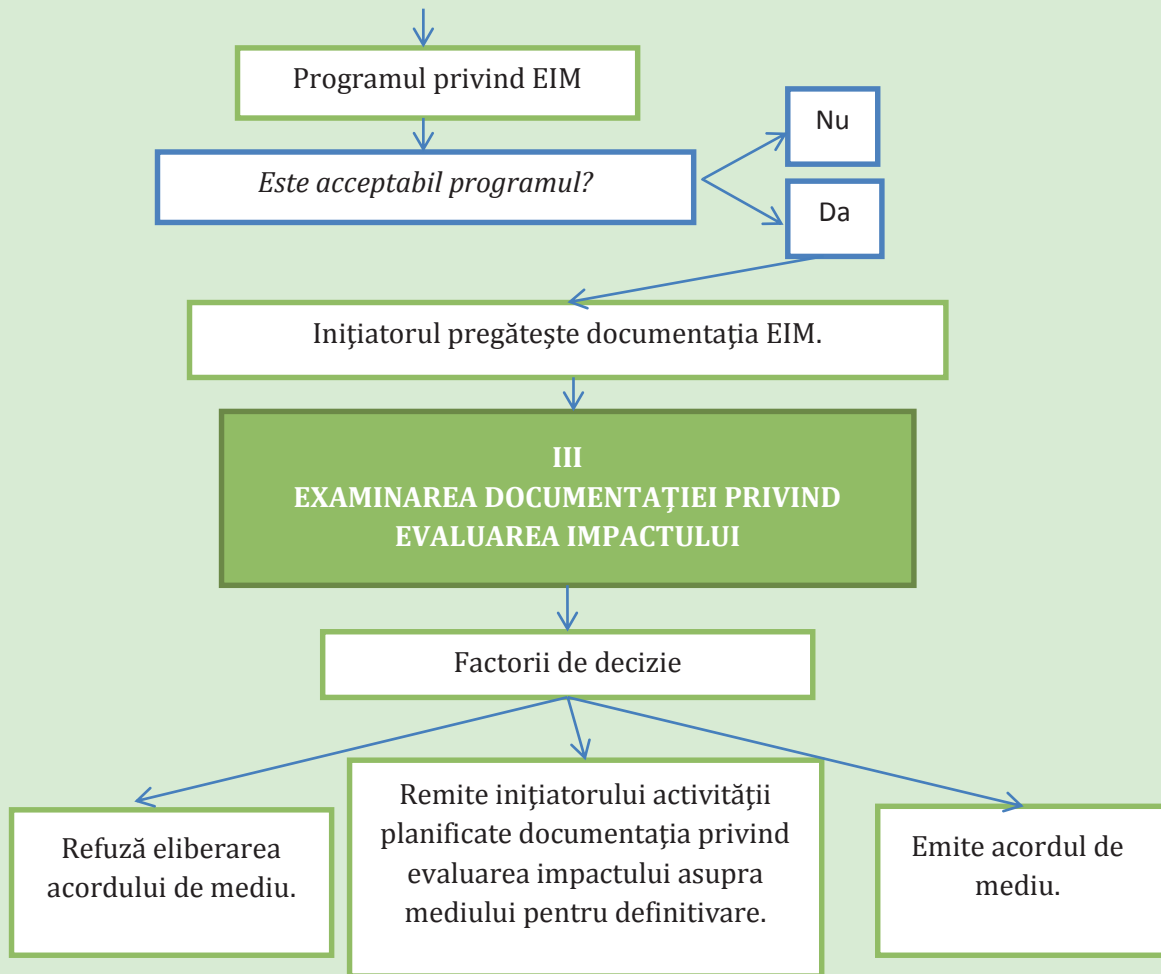 Programul privind EIM
Nu
Este acceptabil programul?
Da
Iniţiatorul pregăteşte documentaţia EIM.
III
EXAMINAREA DOCUMENTAŢIEI PRIVIND
EVALUAREA IMPACTULUI
Factorii de decizie
Refuză eliberarea
acordului de mediu.
Remite iniţiatorului activităţii
planificate documentaţia privind
evaluarea impactului asupra
mediului pentru definitivare.
Emite acordul de
mediu.